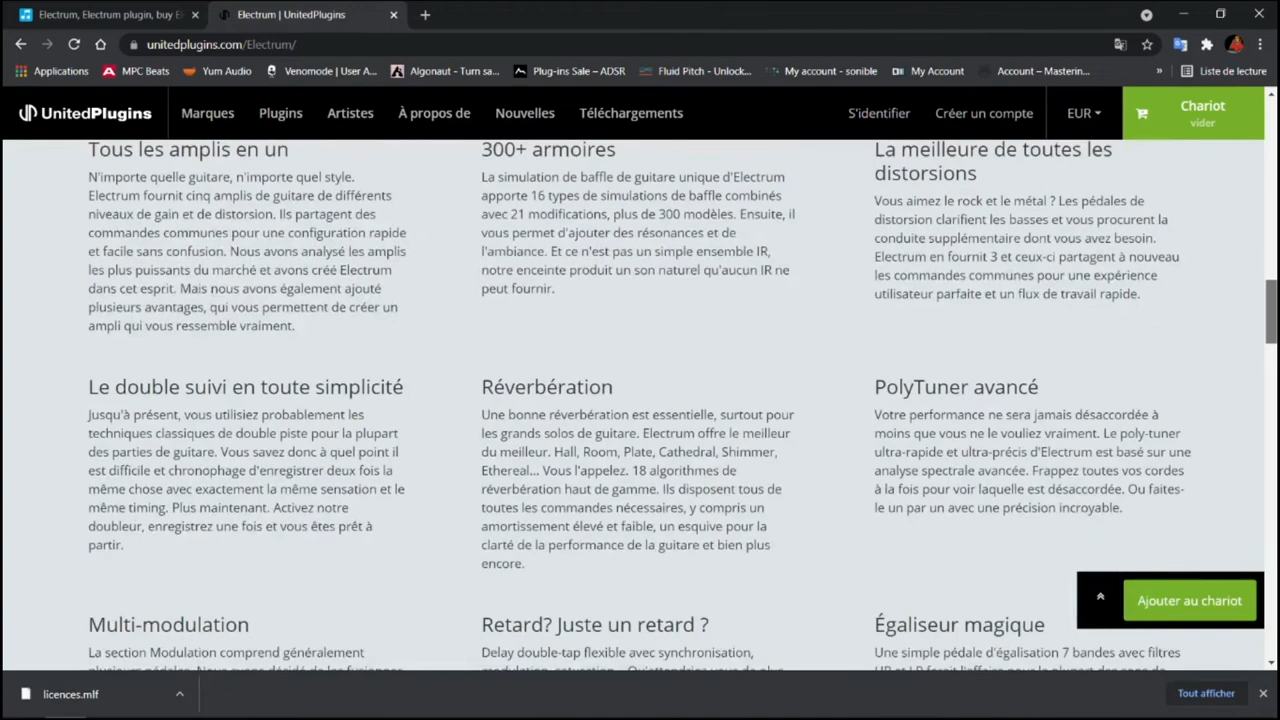 Electrum, Electrum plugin, buy E
Electrum | UnitedPlugins
unitedplugins.com/Electrum/
Applications
MPC Beats
Yum Audio
Venomode | User A...
Algonaut - Turn sa...
Plug-ins Sale – ADSR
Fluid Pitch - Unlock...
My account - sonible
My Account
Account – Masterin...
»
Liste de lecture
UnitedPlugins
Marques
Plugins
Artistes
À propos de
Nouvelles
Téléchargements
S'identifier
Créer un compte
EUR
Chariot
vider
Tous les amplis en un
N'importe quelle guitare, n'importe quel style.
Electrum fournit cinq amplis de guitare de différents
niveaux de gain et de distorsion. Ils partagent des
commandes communes pour une configuration rapide
et facile sans confusion. Nous avons analysé les amplis
les plus puissants du marché et avons créé Electrum
dans cet esprit. Mais nous avons également ajouté
plusieurs avantages, qui vous permettent de créer un
ampli qui vous ressemble vraiment.
300+ armoires
La simulation de baffle de guitare unique d'Electrum
apporte 16 types de simulations de baffle combinés
avec 21 modifications, plus de 300 modèles. Ensuite, il
vous permet d'ajouter des résonances et de
l'ambiance. Et ce n'est pas un simple ensemble IR,
notre enceinte produit un son naturel qu'aucun IR ne
peut fournir.
La meilleure de toutes les
distorsions
Vous aimez le rock et le métal ? Les pédales de
distorsion clarifient les basses et vous procurent la
conduite supplémentaire dont vous avez besoin.
Electrum en fournit 3 et ceux-ci partagent à nouveau
les commandes communes pour une expérience
utilisateur parfaite et un flux de travail rapide.
Le double suivi en toute simplicité
Jusqu'à présent, vous utilisiez probablement les
techniques classiques de double piste pour la plupart
des parties de guitare. Vous savez donc à quel point il
est difficile et chronophage d'enregistrer deux fois la
même chose avec exactement la même sensation et le
même timing. Plus maintenant. Activez notre
doubleur, enregistrez une fois et vous êtes prêt à
partir.
Réverbération
Une bonne réverbération est essentielle, surtout pour
les grands solos de guitare. Electrum offre le meilleur
du meilleur. Hall, Room, Plate, Cathedral, Shimmer,
Ethereal... Vous l'appelez. 18 algorithmes de
réverbération haut de gamme. Ils disposent tous de
toutes les commandes nécessaires, y compris un
amortissement élevé et faible, un esquive pour la
clarté de la performance de la guitare et bien plus
encore.
PolyTuner avancé
Votre performance ne sera jamais désaccordée à
moins que vous ne le vouliez vraiment. Le poly-tuner
ultra-rapide et ultra-précis d'Electrum est basé sur une
analyse spectrale avancée. Frappez toutes vos cordes
à la fois pour voir laquelle est désaccordée. Ou faites-
le un par un avec une précision incroyable.
Ajouter au chariot
Multi-modulation
La section Modulation comprend généralement
Retard? Juste un retard ?
Delay double-tap flexible avec synchronisation,
Égaliseur magique
Une simple pédale d'égalisation 7 bandes avec filtres
licences.mlf
Tout afficher